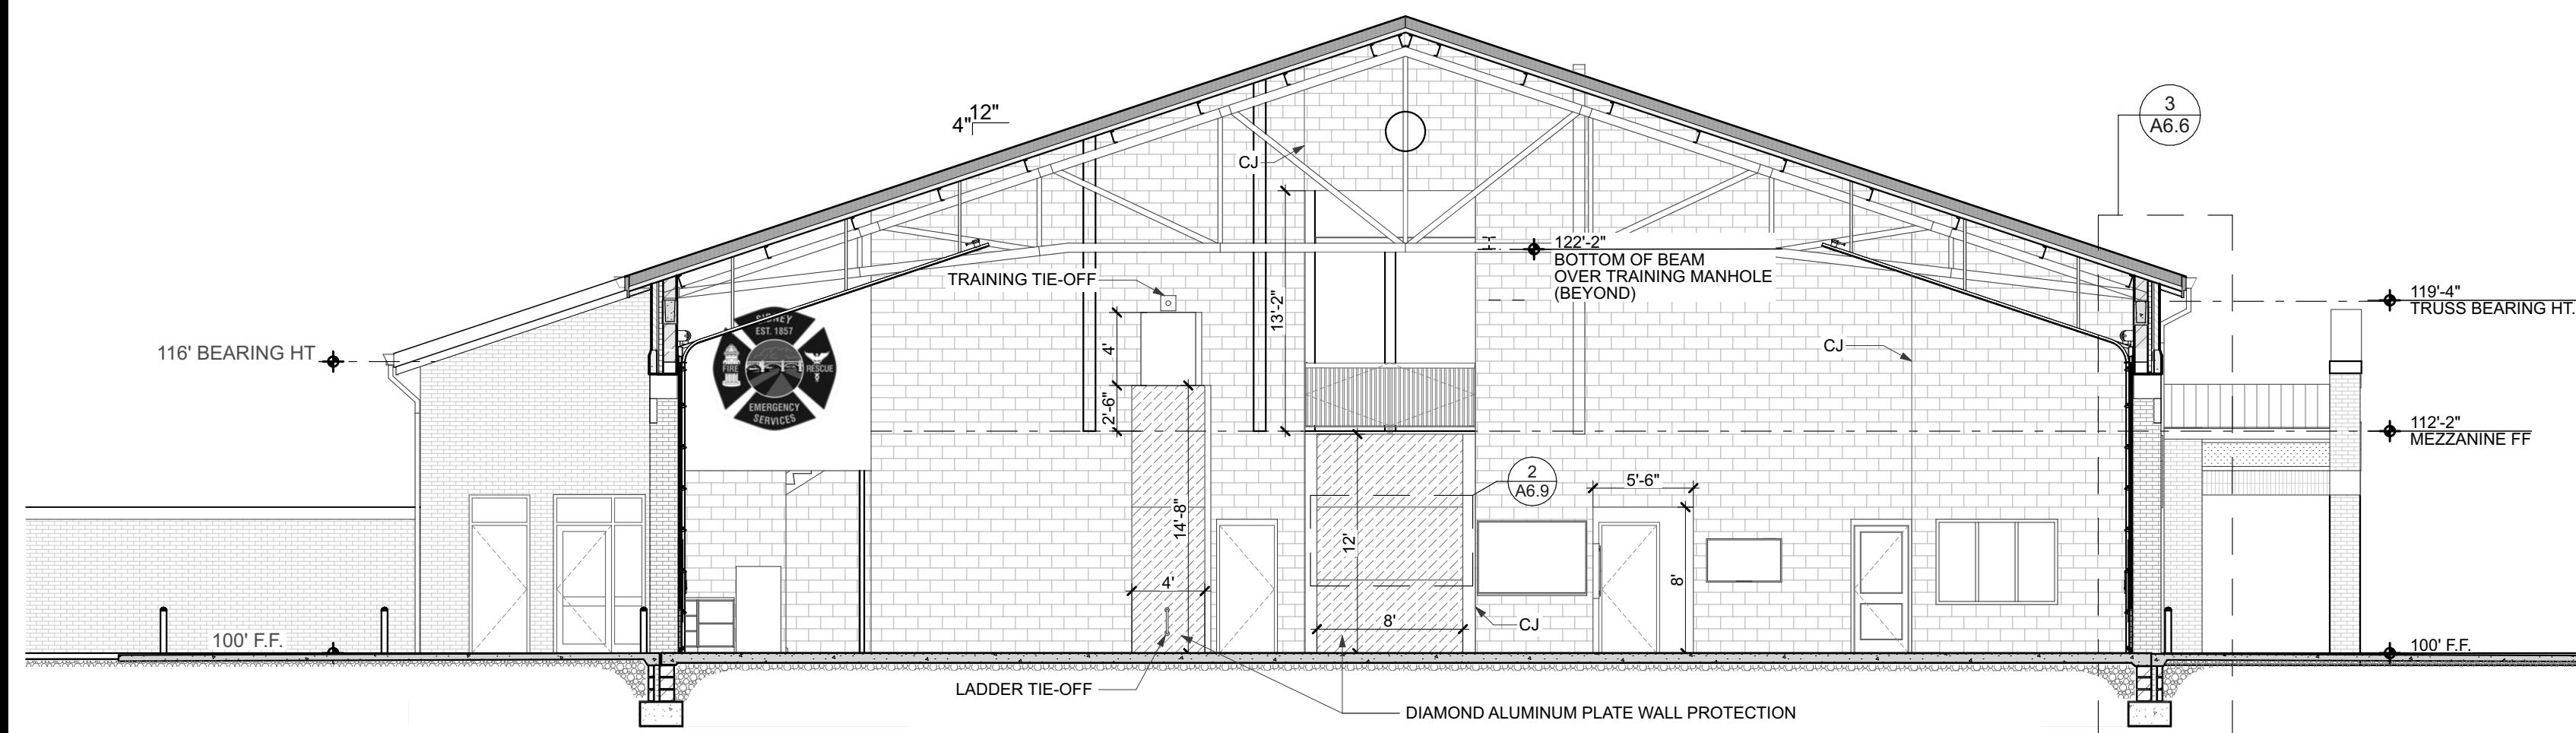 3
A6.6
12"
4"
CJ
13'-2"
122'-2"
BOTTOM OF BEAM
OVER TRAINING MANHOLE
(BEYOND)
TRAINING TIE-OFF
119'-4"
TRUSS BEARING HT.
SIDNEY
EST. 1857
FIRE
RESCUE
EMERGENCY
SERVICES
116' BEARING HT
4'
CJ
2'-6"
112'-2"
MEZZANINE FF
2
A6.9
5'-6"
14'-8"
12'
8'
4'
8'
CJ
100' F.F.
100' F.F.
LADDER TIE-OFF
DIAMOND ALUMINUM PLATE WALL PROTECTION